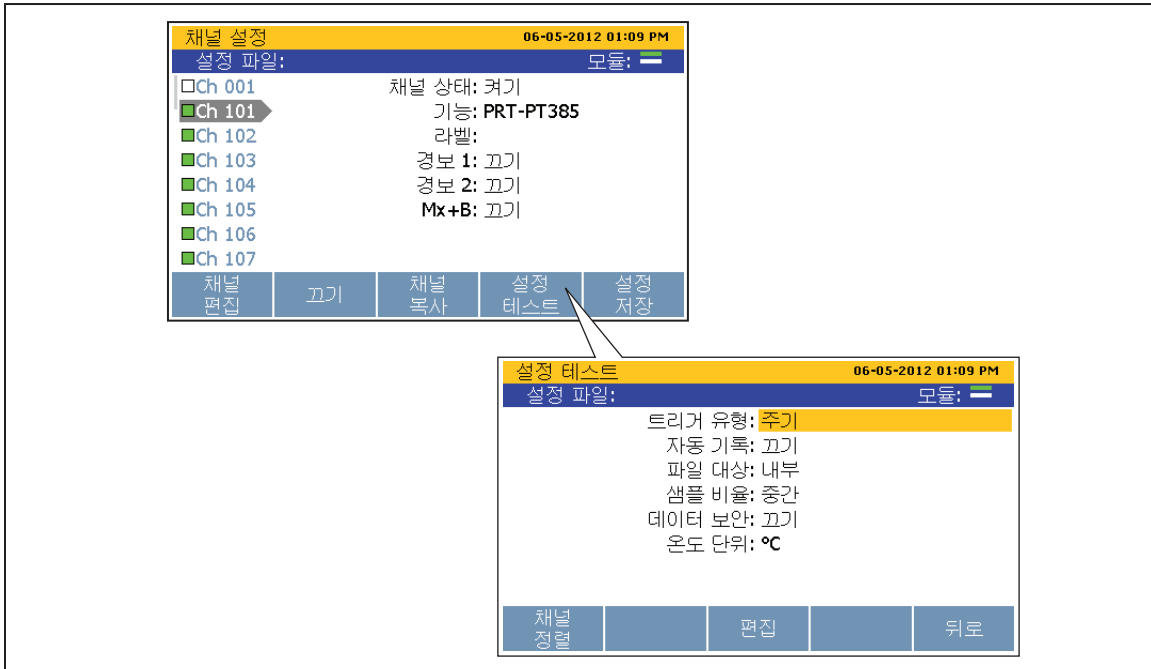 채널 설정 06-05-2012 01:09 PM
설정 파일: 모듈:
Ch 001 채널 상태: 켜기
Ch 101 기능: PRT-PT385
Ch 102 라벨:
Ch 103 경보 1: 끄기
Ch 104 경보 2: 끄기
Ch 105 Mx+B: 끄기
Ch 106
Ch 107
채널 편집 끄기 채널 복사 설정 테스트 설정 저장
설정 테스트 06-05-2012 01:09 PM
설정 파일: 모듈:
트리거 유형: 주기
자동 기록: 끄기
파일 대상: 내부
샘플 비율: 중간
데이터 보안: 끄기
온도 단위: °C
채널 정렬 편집 뒤로